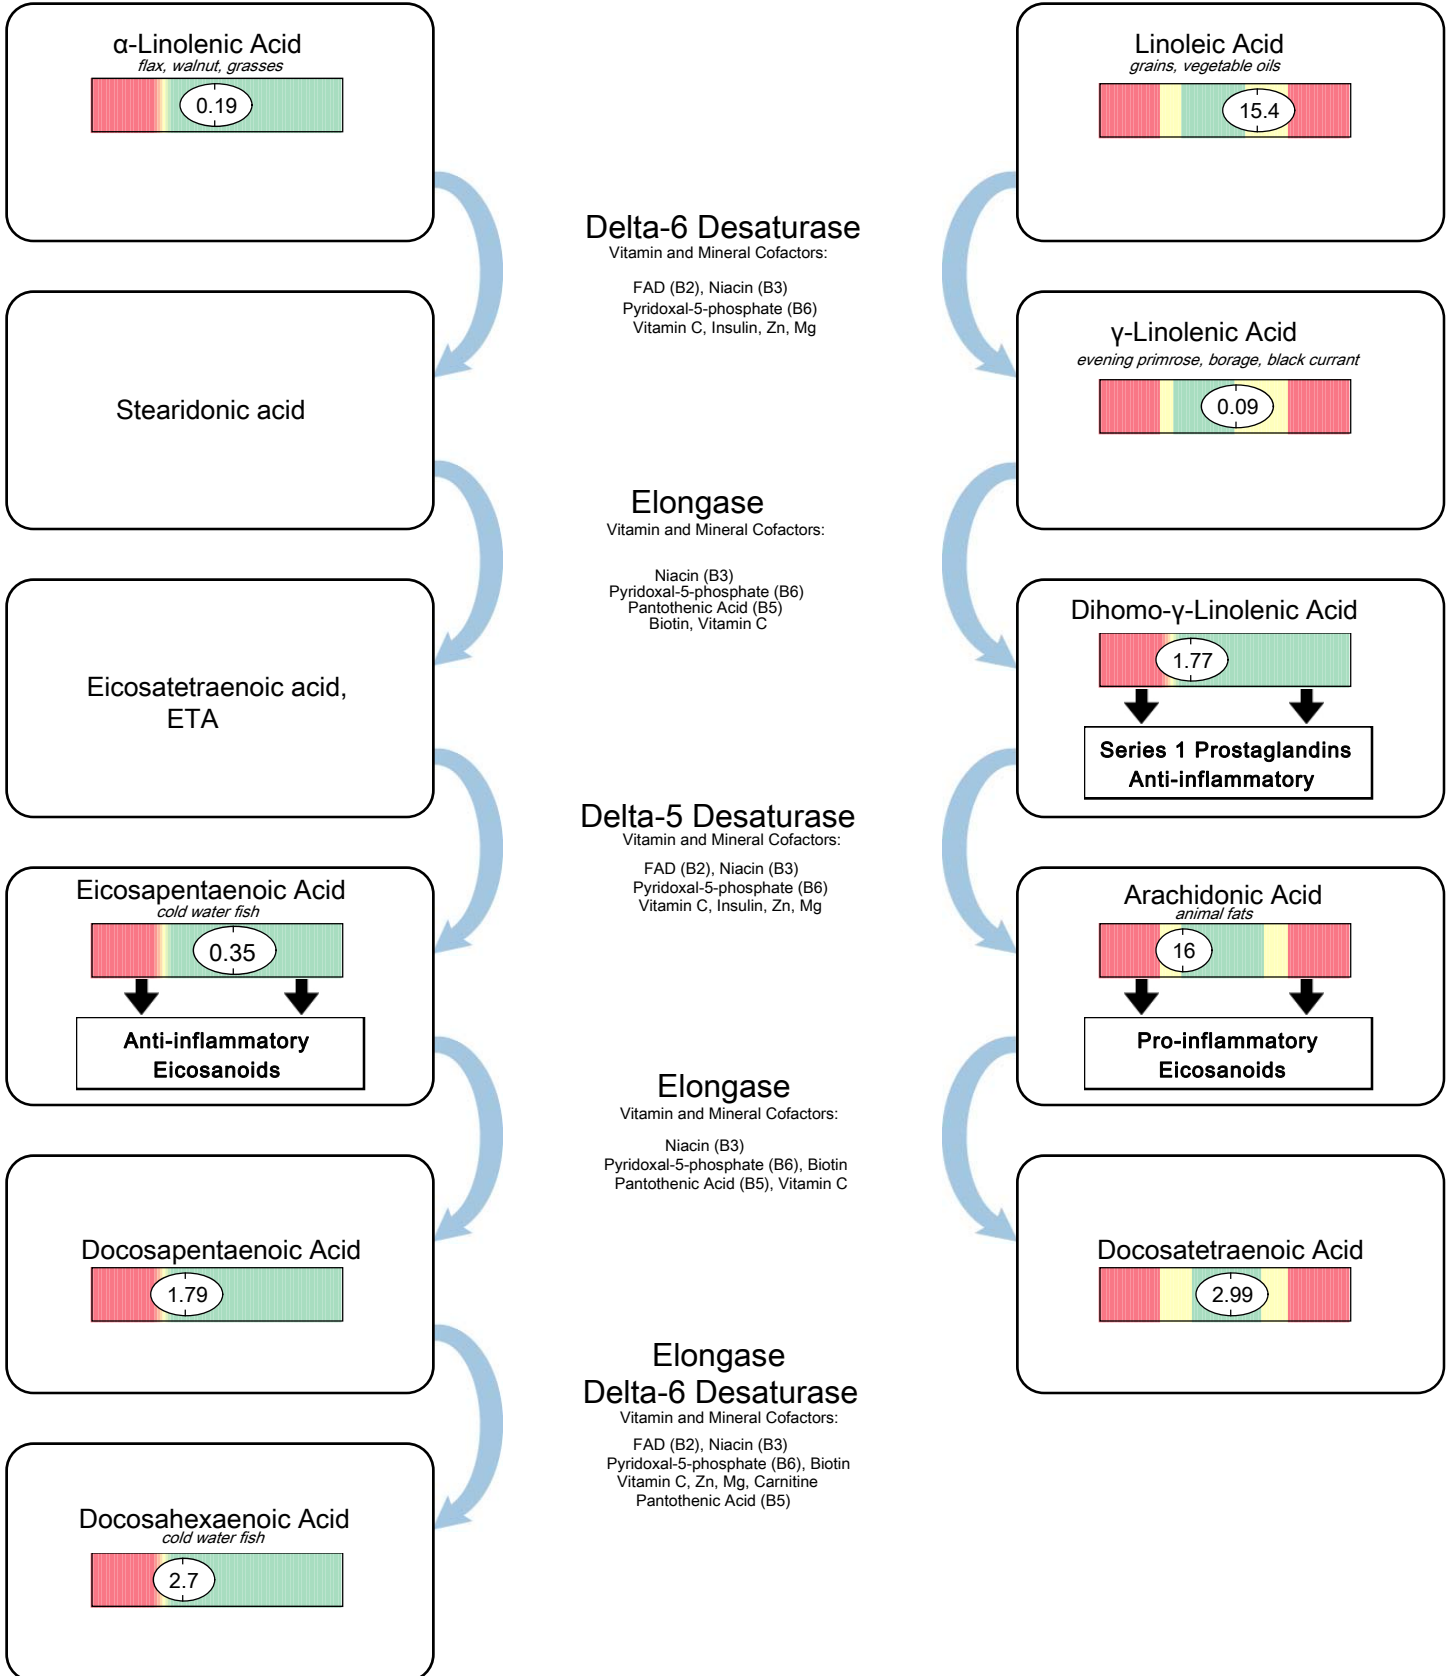 α-Linolenic Acid
flax, walnut, grasses
0.19
Linoleic Acid
grains, vegetable oils
15.4
Delta-6 Desaturase
Vitamin and Mineral Cofactors:
FAD (B2), Niacin (B3)
Pyridoxal-5-phosphate (B6)
Vitamin C, Insulin, Zn, Mg
Stearidonic acid
γ-Linolenic Acid
evening primrose, borage, black currant
0.09
Elongase
Vitamin and Mineral Cofactors:
Niacin (B3)
Pyridoxal-5-phosphate (B6)
Pantothenic Acid (B5)
Biotin, Vitamin C
Eicosatetraenoic acid,
ETA
Dihomo-γ-Linolenic Acid
1.77
Series 1 Prostaglandins
Anti-inflammatory
Delta-5 Desaturase
Vitamin and Mineral Cofactors:
FAD (B2), Niacin (B3)
Pyridoxal-5-phosphate (B6)
Vitamin C, Insulin, Zn, Mg
Eicosapentaenoic Acid
cold water fish
0.35
Anti-inflammatory
Eicosanoids
Arachidonic Acid
animal fats
16
Pro-inflammatory
Eicosanoids
Elongase
Vitamin and Mineral Cofactors:
Niacin (B3)
Pyridoxal-5-phosphate (B6), Biotin
Pantothenic Acid (B5), Vitamin C
Docosapentaenoic Acid
1.79
Docosatetraenoic Acid
2.99
Elongase
Delta-6 Desaturase
Vitamin and Mineral Cofactors:
FAD (B2), Niacin (B3)
Pyridoxal-5-phosphate (B6), Biotin
Vitamin C, Zn, Mg, Carnitine
Pantothenic Acid (B5)
Docosahexaenoic Acid
cold water fish
2.7